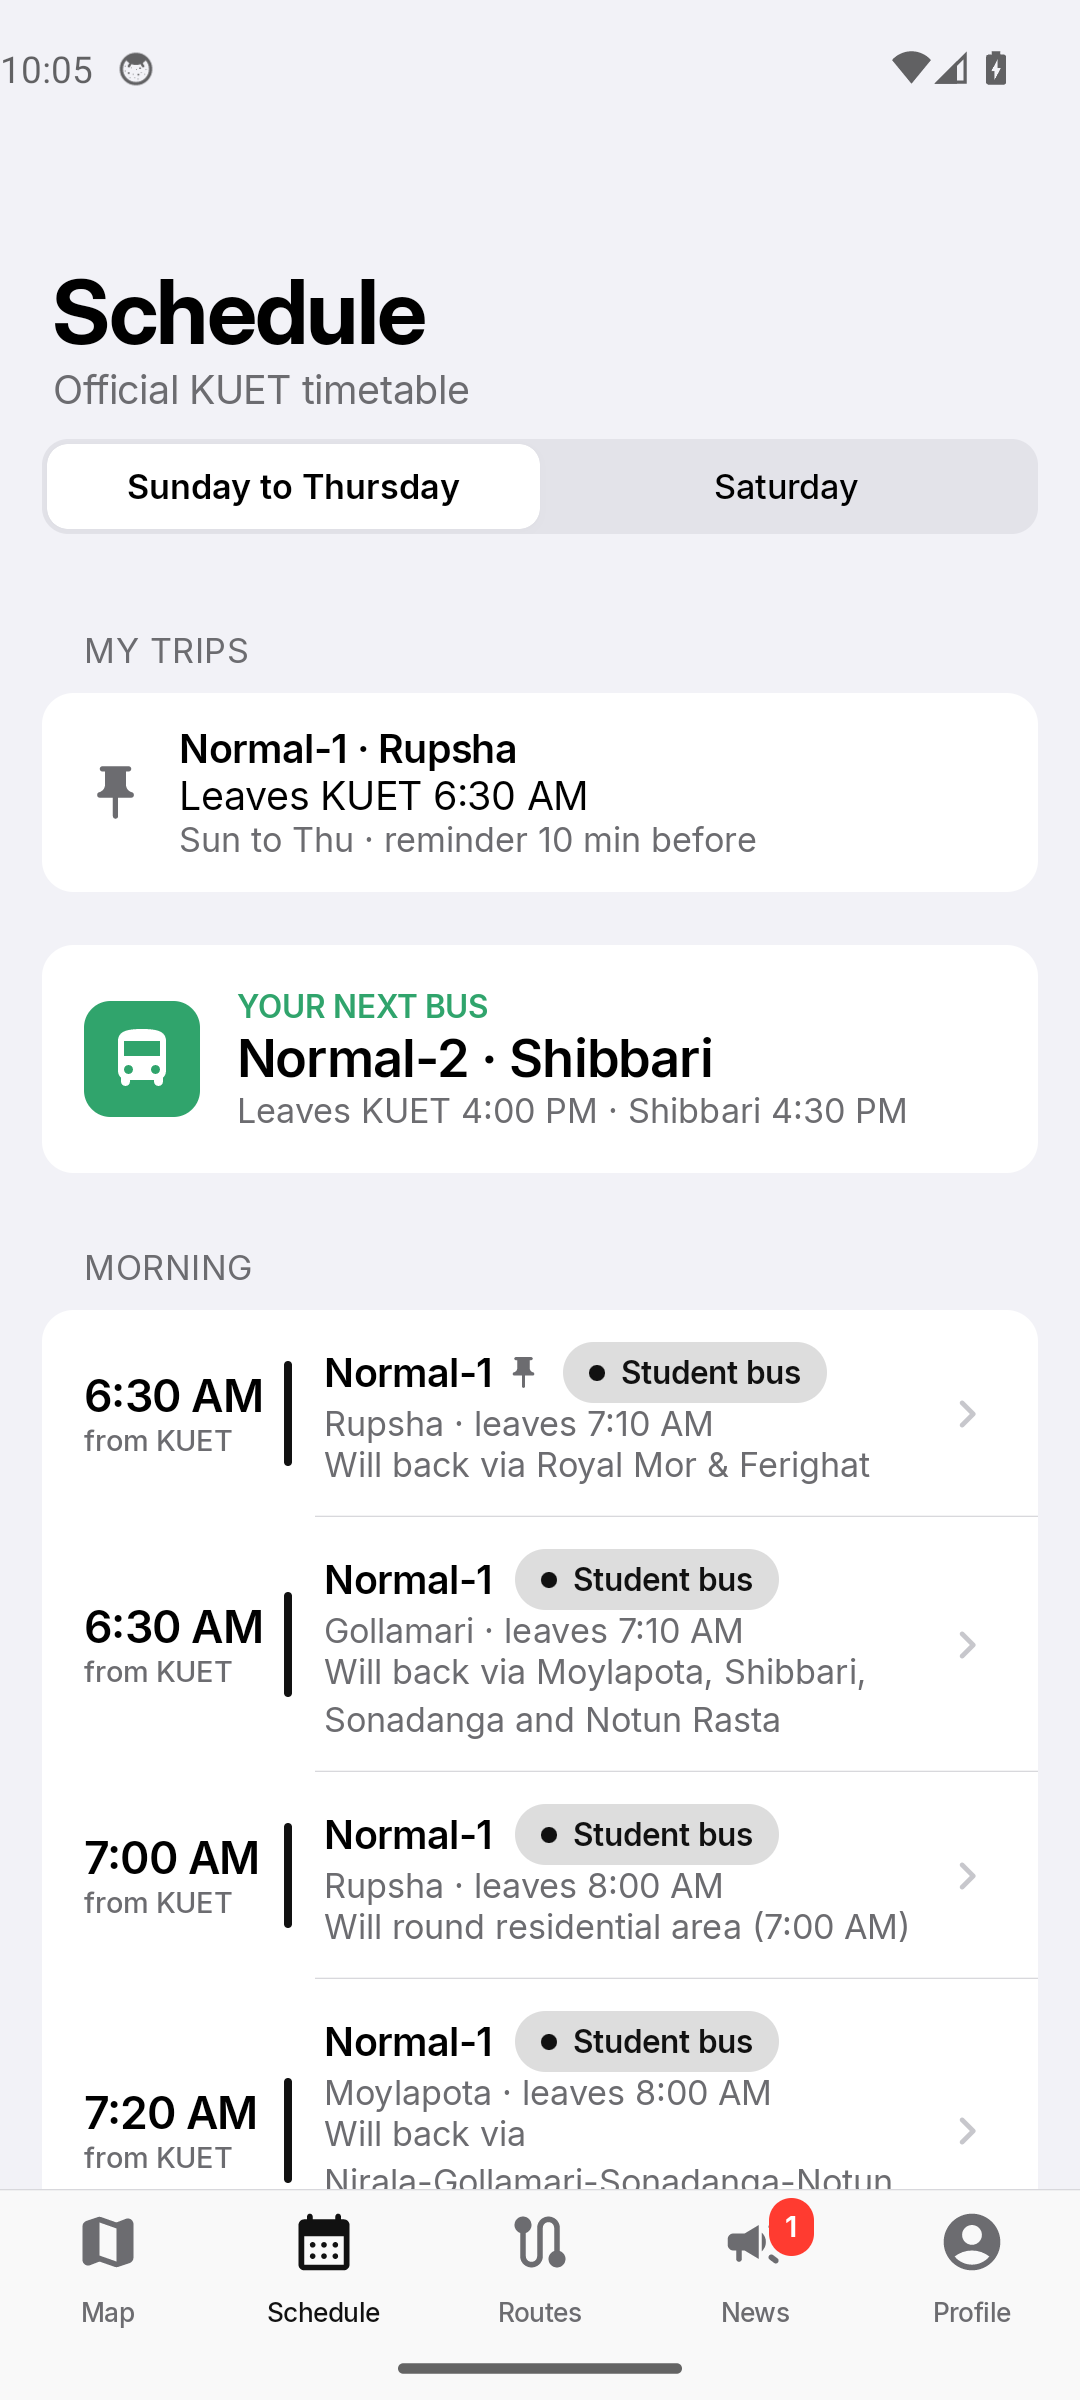 10:05
Schedule
Official KUET timetable
Sunday to Thursday
Saturday
MY TRIPS
Normal-1 · Rupsha
Leaves KUET 6:30 AM
Sun to Thu · reminder 10 min before
YOUR NEXT BUS
Normal-2 · Shibbari
Leaves KUET 4:00 PM · Shibbari 4:30 PM
MORNING
6:30 AM
from KUET
Normal-1 Student bus
Rupsha · leaves 7:10 AM
Will back via Royal Mor & Ferighat
6:30 AM
from KUET
Normal-1 Student bus
Gollamari · leaves 7:10 AM
Will back via Moylapota, Shibbari,
Sonadanga and Notun Rasta
7:00 AM
from KUET
Normal-1 Student bus
Rupsha · leaves 8:00 AM
Will round residential area (7:00 AM)
7:20 AM
from KUET
Normal-1 Student bus
Moylapota · leaves 8:00 AM
Will back via
Nirala-Gollamari-Sonadanga-Notun
1
Map
Schedule
Routes
News
Profile